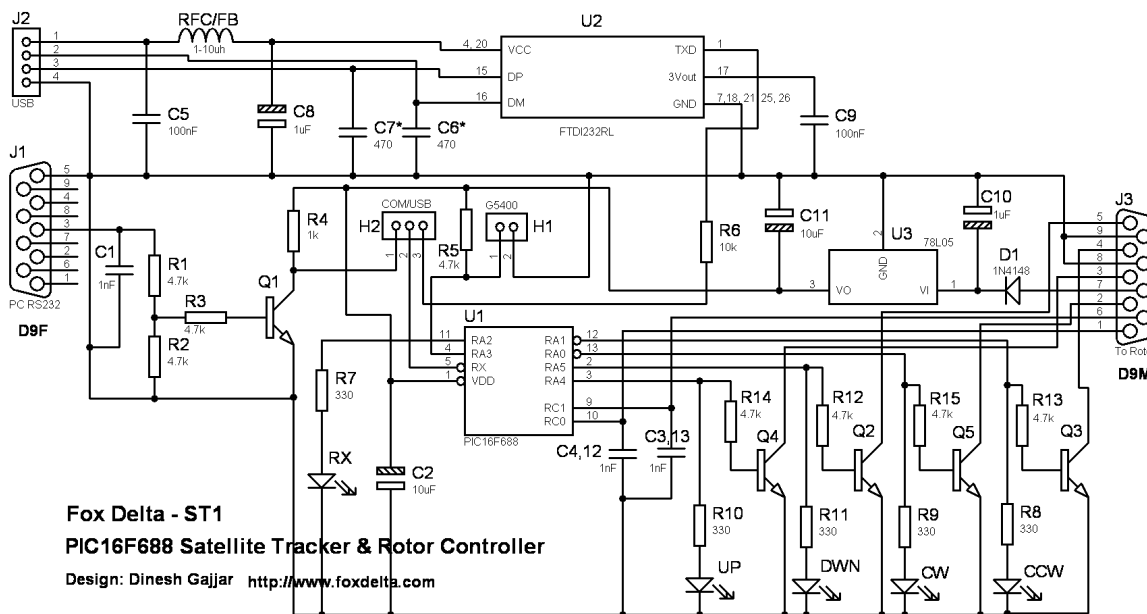 J2
1
2
3
4
USB
RFC/FB
1-10uh
C5
100nF
C8
1uF
C7*
470
C6*
470
U2
4, 20
VCC
15
DP
16
DM
TXD
1
3Vout
17
GND
7,18, 21, 25, 26
FTDI232RL
C9
100nF
J1
5
9
4
8
3
7
2
6
1
PC RS232
D9F
C1
1nF
R1
4.7k
R2
4.7k
R3
4.7k
Q1
R4
1k
COM/USB
H2
1
2
3
R5
4.7k
G5400
H1
1
2
R6
10k
C11
10uF
U3
78L05
2
GND
3
VO
VI
1
C10
1uF
D1
1N4148
J3
5
9
4
8
3
7
2
6
1
To Roto
D9M
U1
11
RA2
4
RA3
5
RX
1
VDD
RA1
12
RA0
13
RA5
2
RA4
3
RC1
9
RC0
10
PIC16F688
R7
330
RX
C2
10uF
C4,12
1nF
C3,13
1nF
R14
4.7k
Q4
R12
4.7k
Q2
R15
4.7k
Q5
R13
4.7k
Q3
R10
330
R11
330
R9
330
R8
330
UP
DWN
CW
CCW
Fox Delta - ST1
PIC16F688 Satellite Tracker & Rotor Controller
Design: Dinesh Gajjar http://www.foxdelta.com